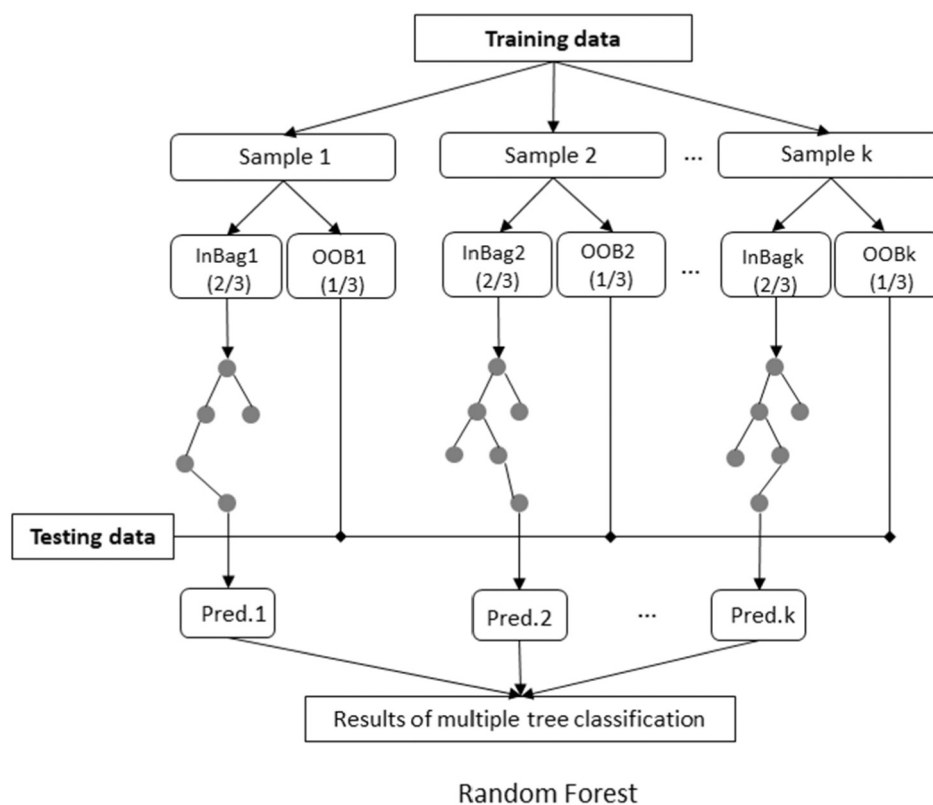 Training data
Sample 1
Sample 2
...
Sample k
InBag1
(2/3)
OOB1
(1/3)
InBag2
(2/3)
OOB2
(1/3)
...
InBagk
(2/3)
OOBk
(1/3)
Testing data
Pred.1
Pred.2
...
Pred.k
Results of multiple tree classification
Random Forest